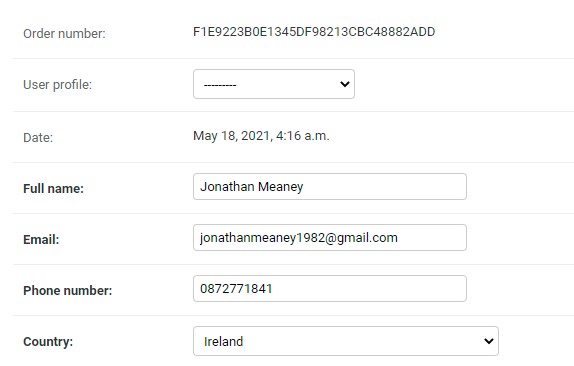 Order number: F1E9223B0E1345DF98213CBC48882ADD
User profile: ---------
Date: May 18, 2021, 4:16 a.m.
Full name: Jonathan Meaney
Email: jonathanmeaney1982@gmail.com
Phone number: 0872771841
Country: Ireland